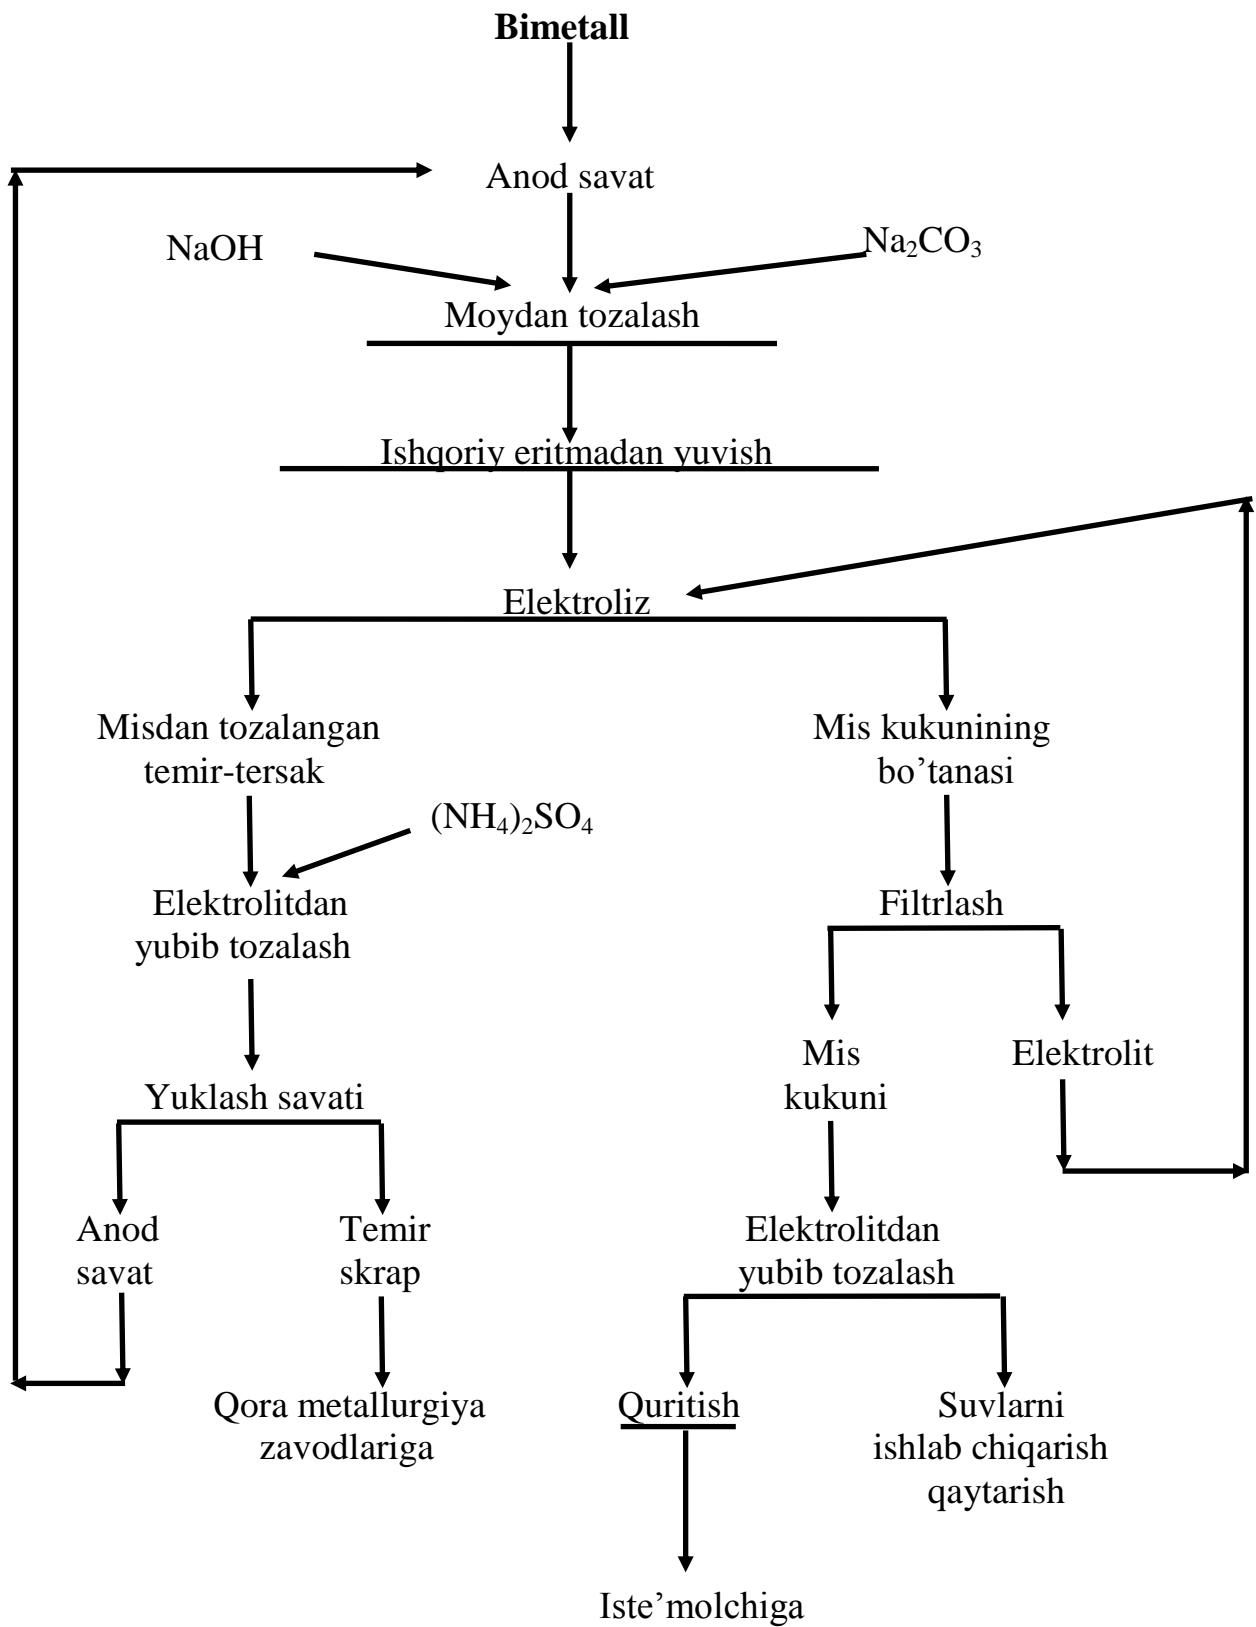 Bimetall
Anod savat
NaOH
Na₂CO₃
Moydan tozalash
Ishqoriy eritmadan yuvish
Elektroliz
Misdan tozalangan
temir-tersak
Mis kukunining
bo’tanasi
(NH₄)₂SO₄
Elektrolitdan
yubib tozalash
Filtrlash
Mis
kukuni
Elektrolit
Yuklash savati
Anod
savat
Temir
skrap
Elektrolitdan
yubib tozalash
Qora metallurgiya
zavodlariga
Quritish
Suvlarni
ishlab chiqarish
qaytarish
Iste’molchiga